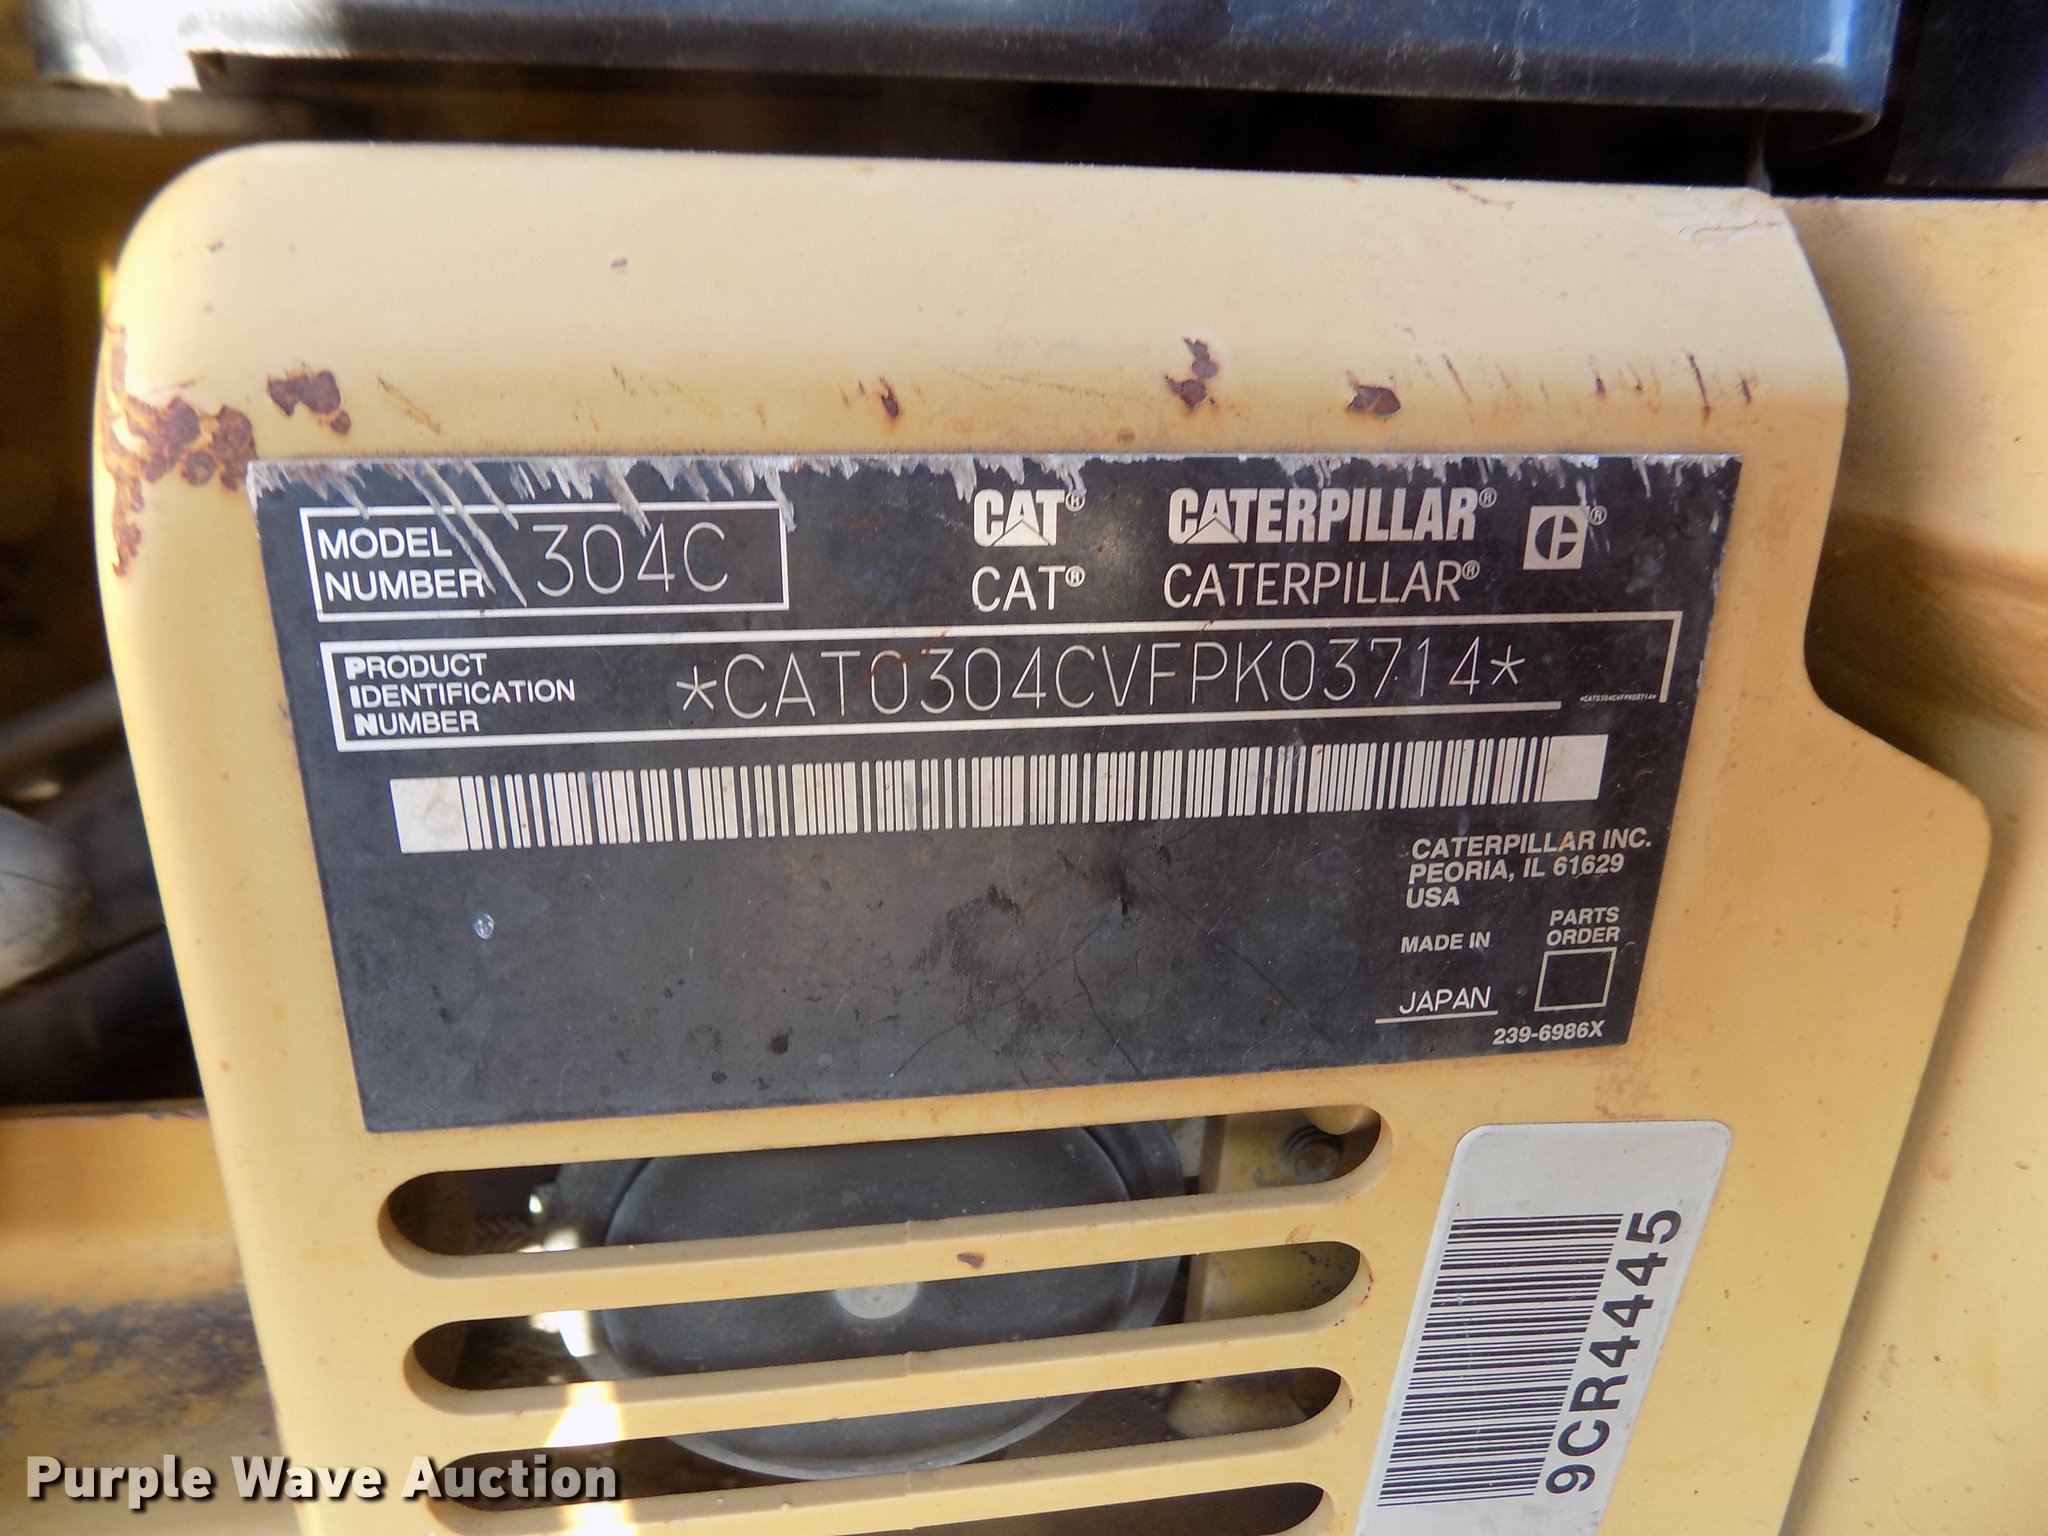 MODEL NUMBER 304C
CAT® CATERPILLAR® ®
CAT® CATERPILLAR®
PRODUCT IDENTIFICATION NUMBER
*CAT0304CVFPK03714*
*CAT0304CVFPK03714*
CATERPILLAR INC.
PEORIA, IL 61629
USA
MADE IN
JAPAN
PARTS
ORDER
239-6986X
9CR4445
Purple Wave Auction